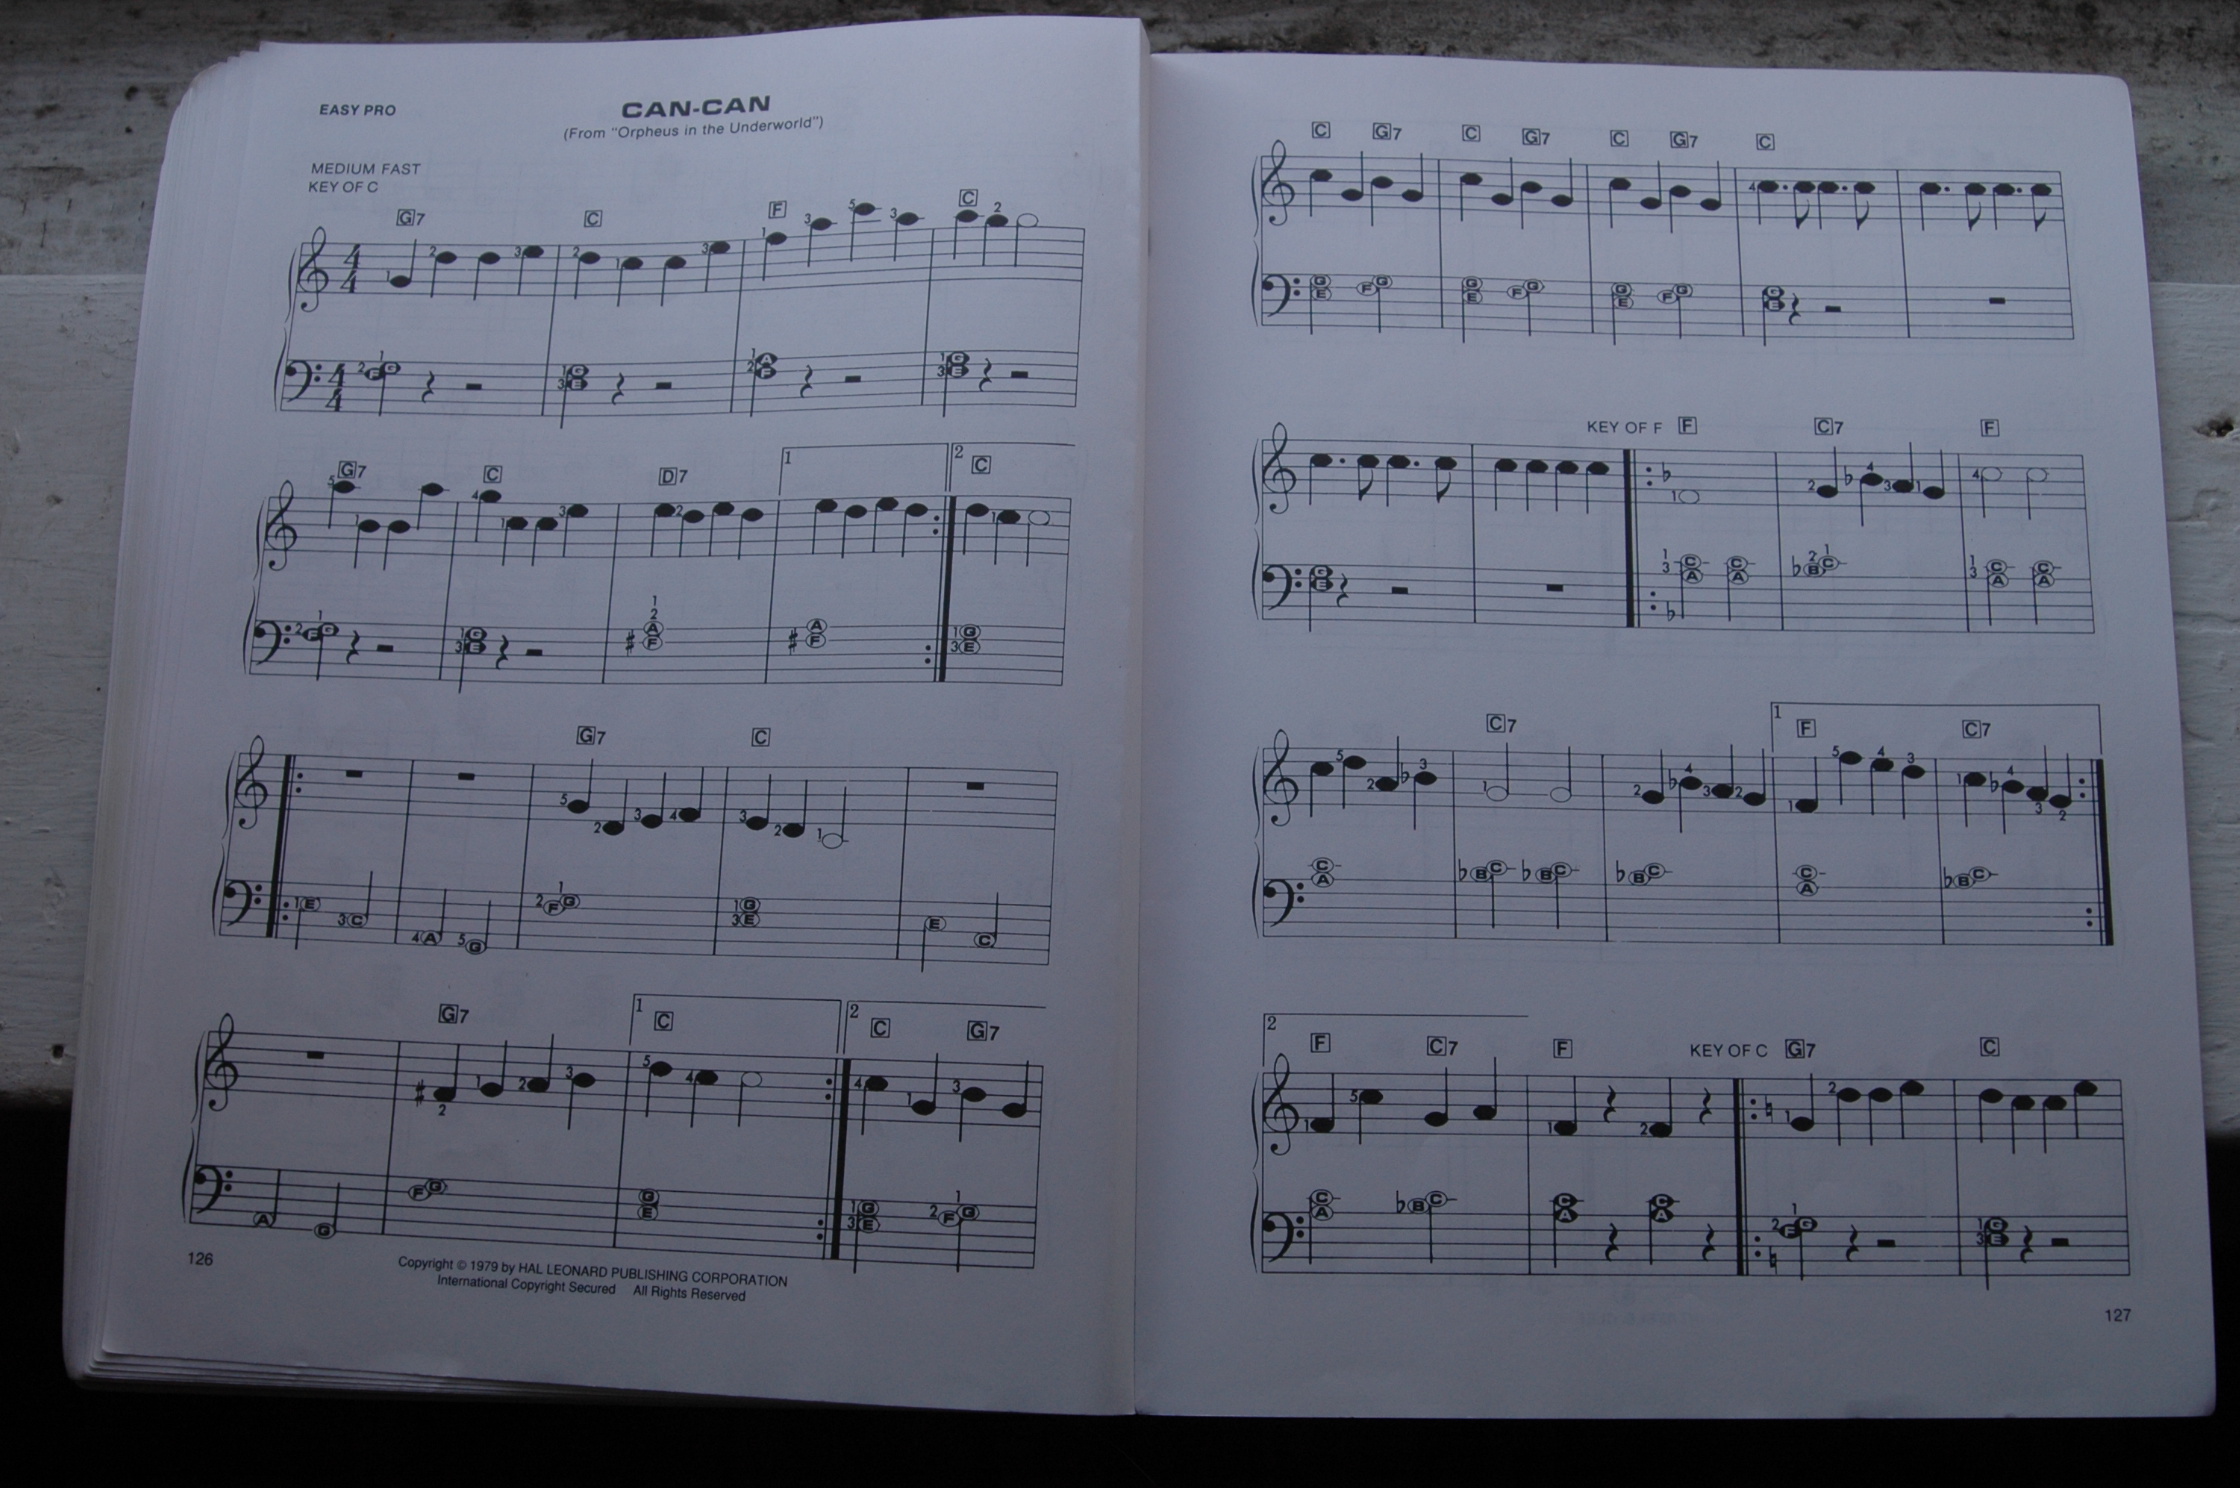 EASY PRO
CAN-CAN
(From "Orpheus in the Underworld")
MEDIUM FAST
KEY OF C
G7 C F C
G7 C D7 1 2 C
G7 C
G7 1 C 2 C G7
126
Copyright © 1979 by HAL LEONARD PUBLISHING CORPORATION
International Copyright Secured All Rights Reserved
C G7 C G7 C G7 C
KEY OF F F C7 F
C7 1 F C7
2 F C7 F KEY OF C G7 C
127